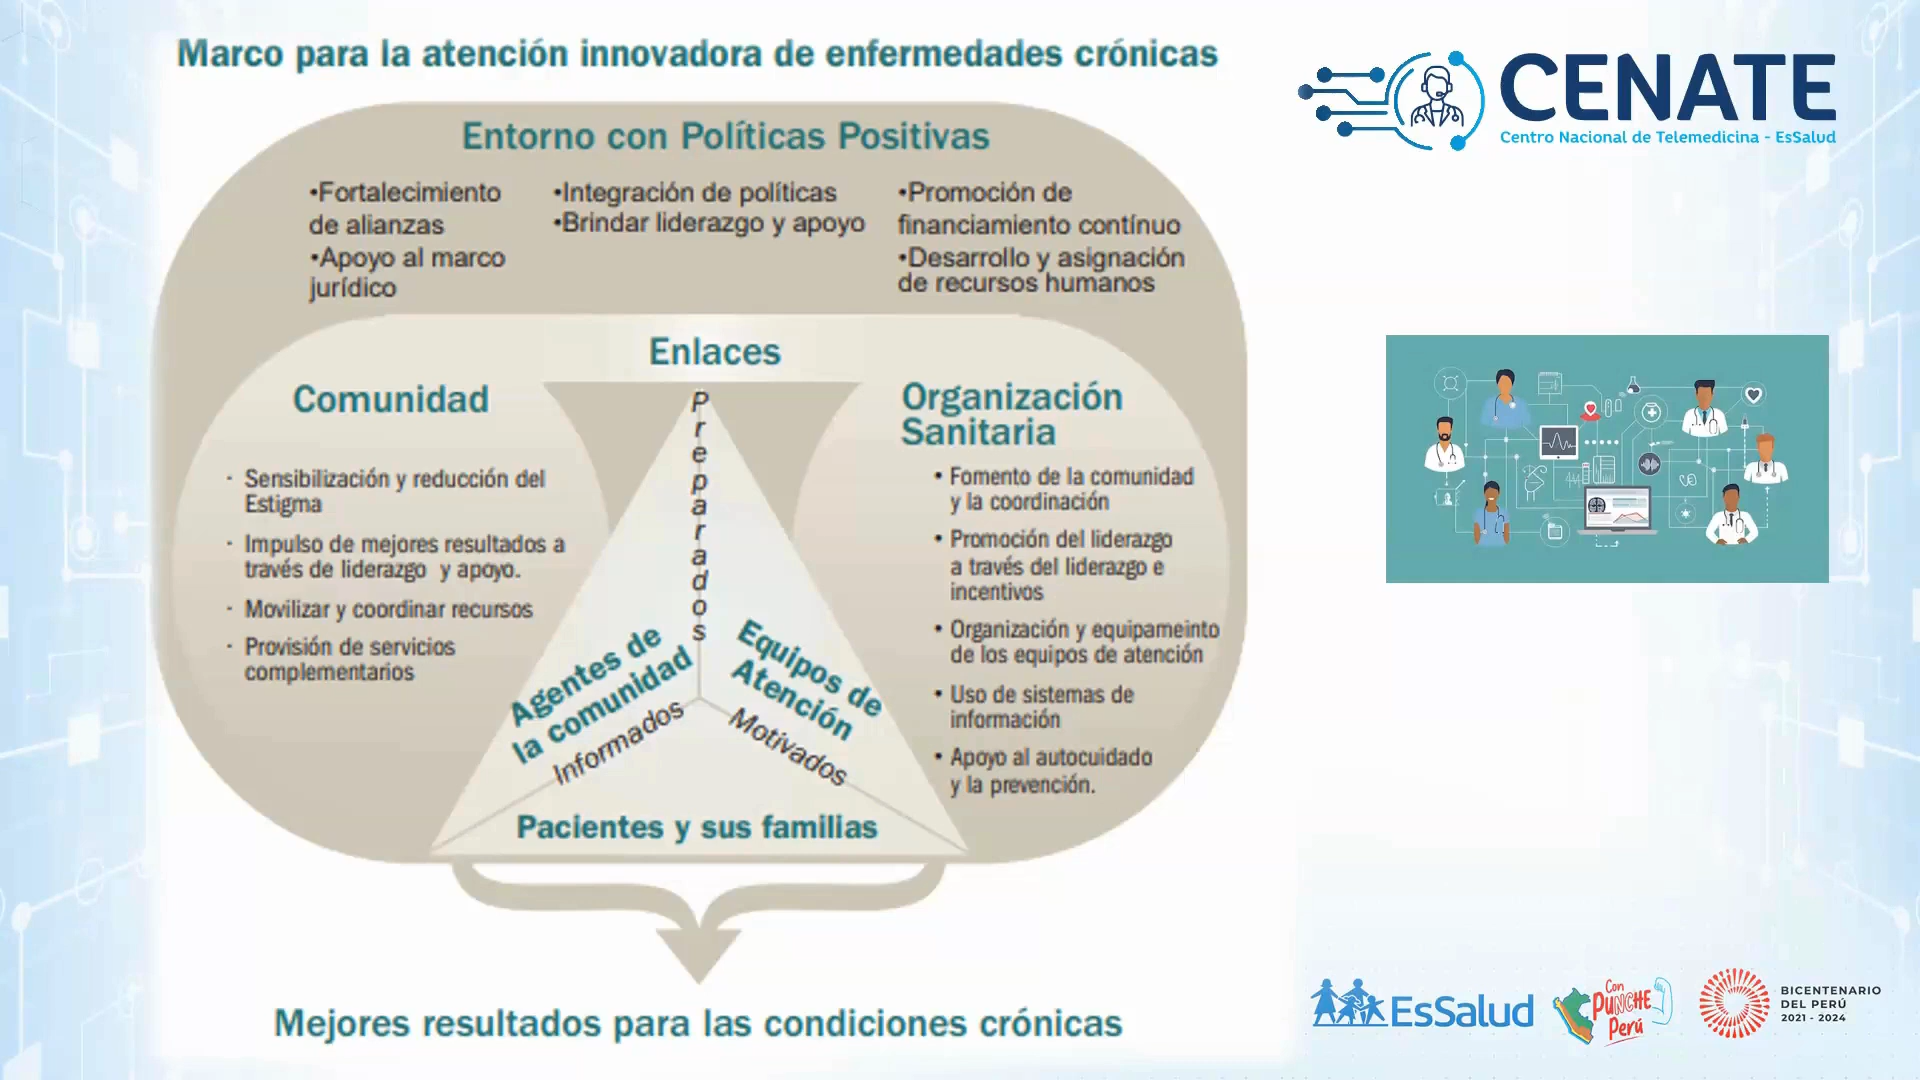 Marco para la atención innovadora de enfermedades crónicas
CENATE
Centro Nacional de Telemedicina - EsSalud
Entorno con Políticas Positivas
•Fortalecimiento
de alianzas
•Apoyo al marco
jurídico
•Integración de políticas
•Brindar liderazgo y apoyo
•Promoción de
financiamiento contínuo
•Desarrollo y asignación
de recursos humanos
Enlaces
Comunidad
· Sensibilización y reducción del
Estigma
· Impulso de mejores resultados a
través de liderazgo y apoyo.
· Movilizar y coordinar recursos
· Provisión de servicios
complementarios
Preparados
Agentes de
la comunidad
Informados
Equipos de
Atención
Motivados
Pacientes y sus familias
Organización
Sanitaria
• Fomento de la comunidad
y la coordinación
• Promoción del liderazgo
a través del liderazgo e
incentivos
• Organización y equipameinto
de los equipos de atención
• Uso de sistemas de
información
• Apoyo al autocuidado
y la prevención.
Mejores resultados para las condiciones crónicas
EsSalud
Con
PUNCHE
Perú
BICENTENARIO
DEL PERÚ
2021 - 2024